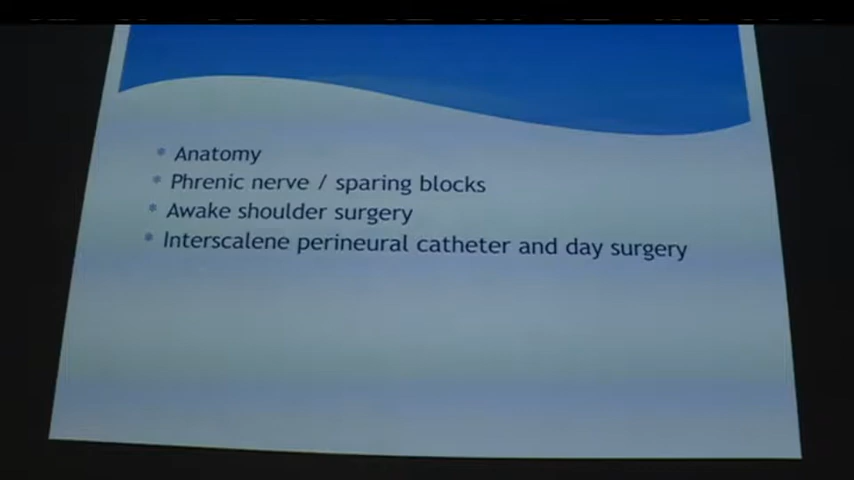 * Anatomy
* Phrenic nerve / sparing blocks
* Awake shoulder surgery
* Interscalene perineural catheter and day surgery